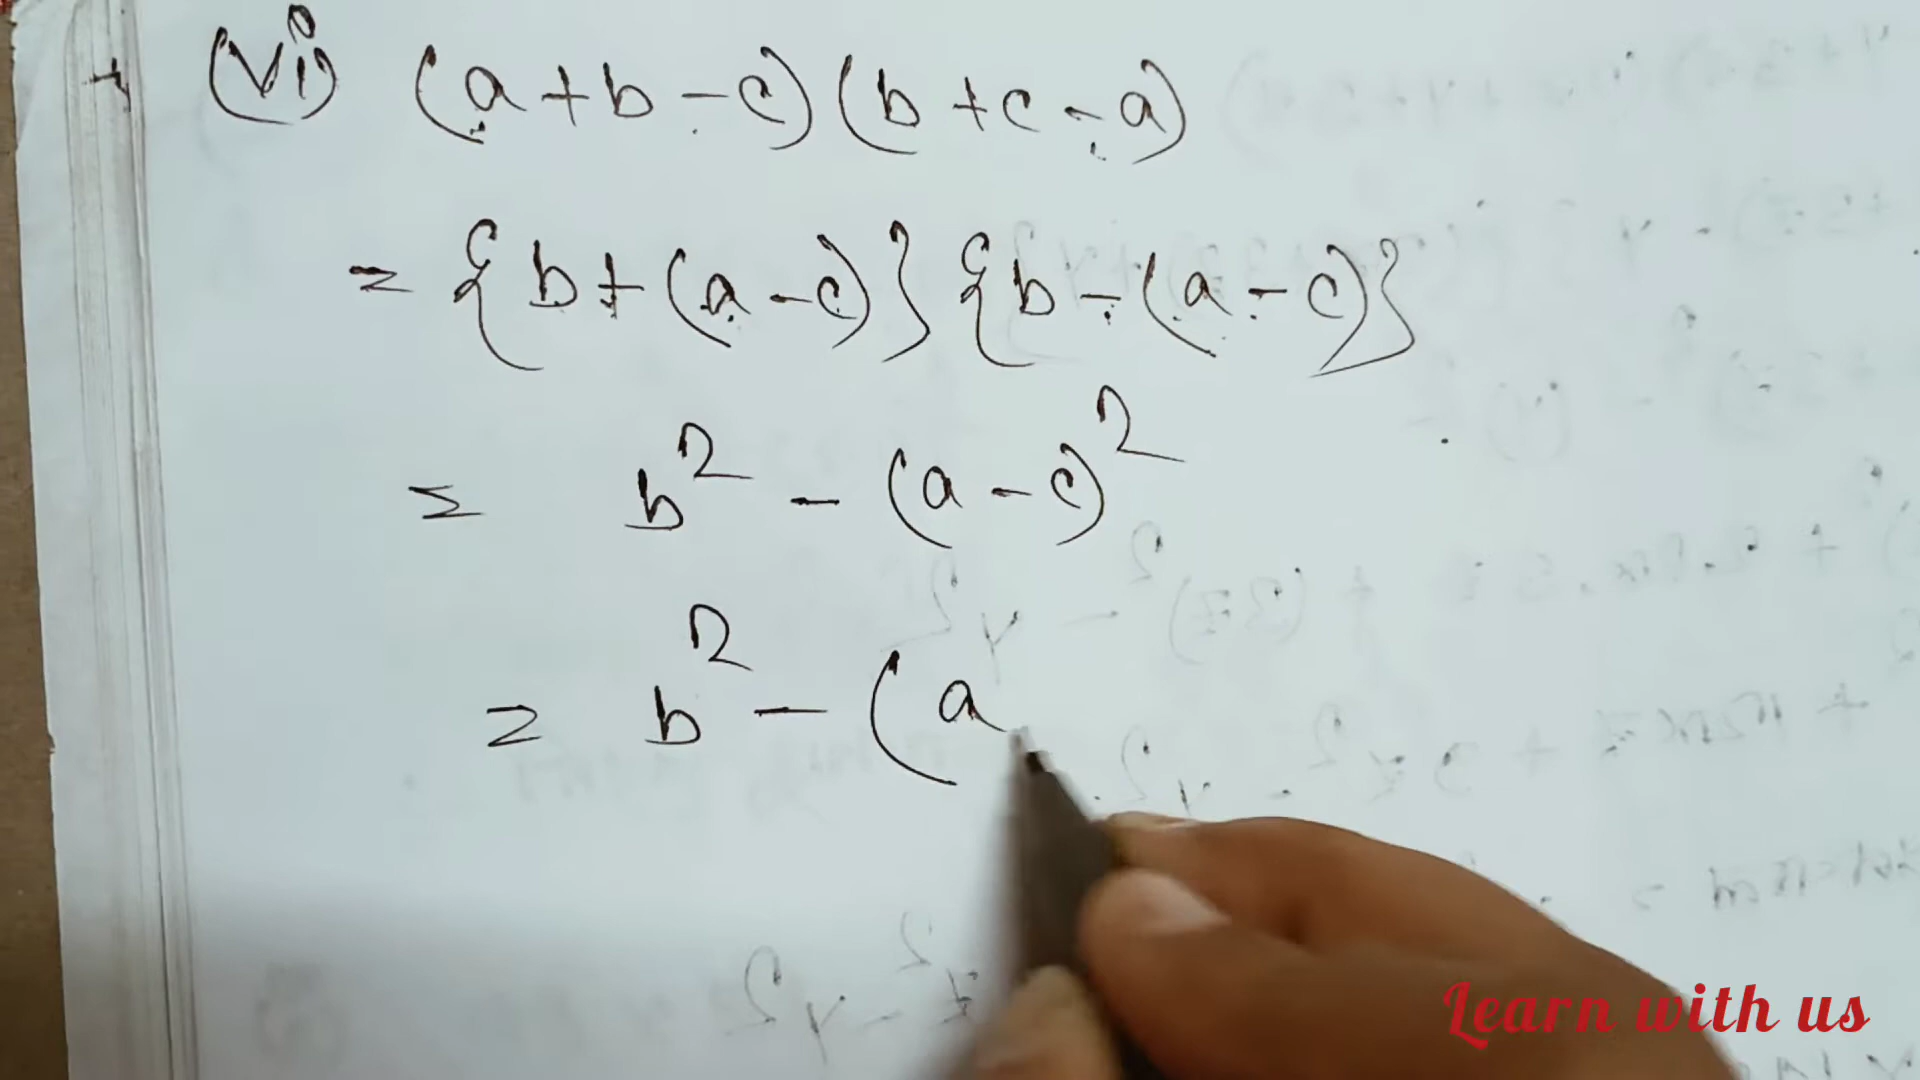 (vi) (a+b-c)(b+c-a)
= {b+(a-c)}{b-(a-c)}
= b² - (a-c)²
= b² - (a
Learn with us